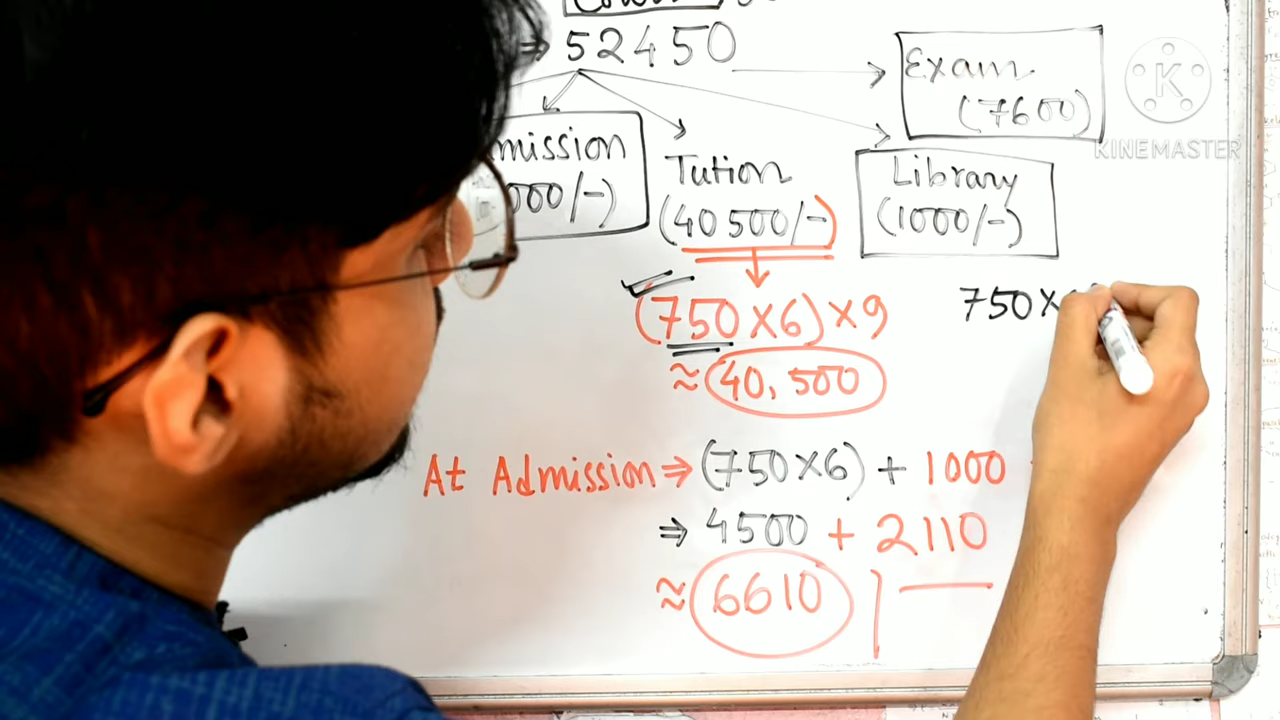 ⇒ 52450
Exam
(7600)
KINEMASTER
mission
000/-)
Tution
(40500/-)
Library
(1000/-)
(750×6)×9
≈ 40,500
750×
At Admission ⇒ (750×6) + 1000
⇒ 4500 + 2110
≈ 6610